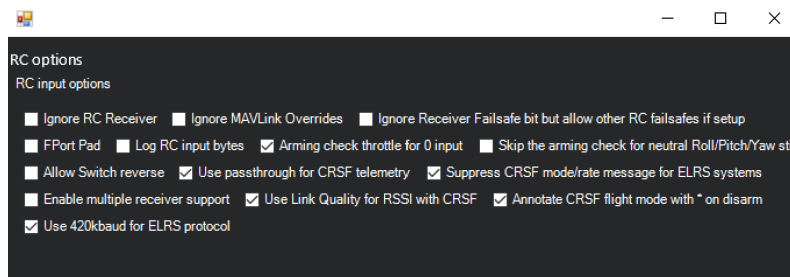 RC options
RC input options
Ignore RC Receiver Ignore MAVLink Overrides Ignore Receiver Failsafe bit but allow other RC failsafes if setup
FPort Pad Log RC input bytes Arming check throttle for 0 input Skip the arming check for neutral Roll/Pitch/Yaw st
Allow Switch reverse Use passthrough for CRSF telemetry Suppress CRSF mode/rate message for ELRS systems
Enable multiple receiver support Use Link Quality for RSSI with CRSF Annotate CRSF flight mode with * on disarm
Use 420kbaud for ELRS protocol